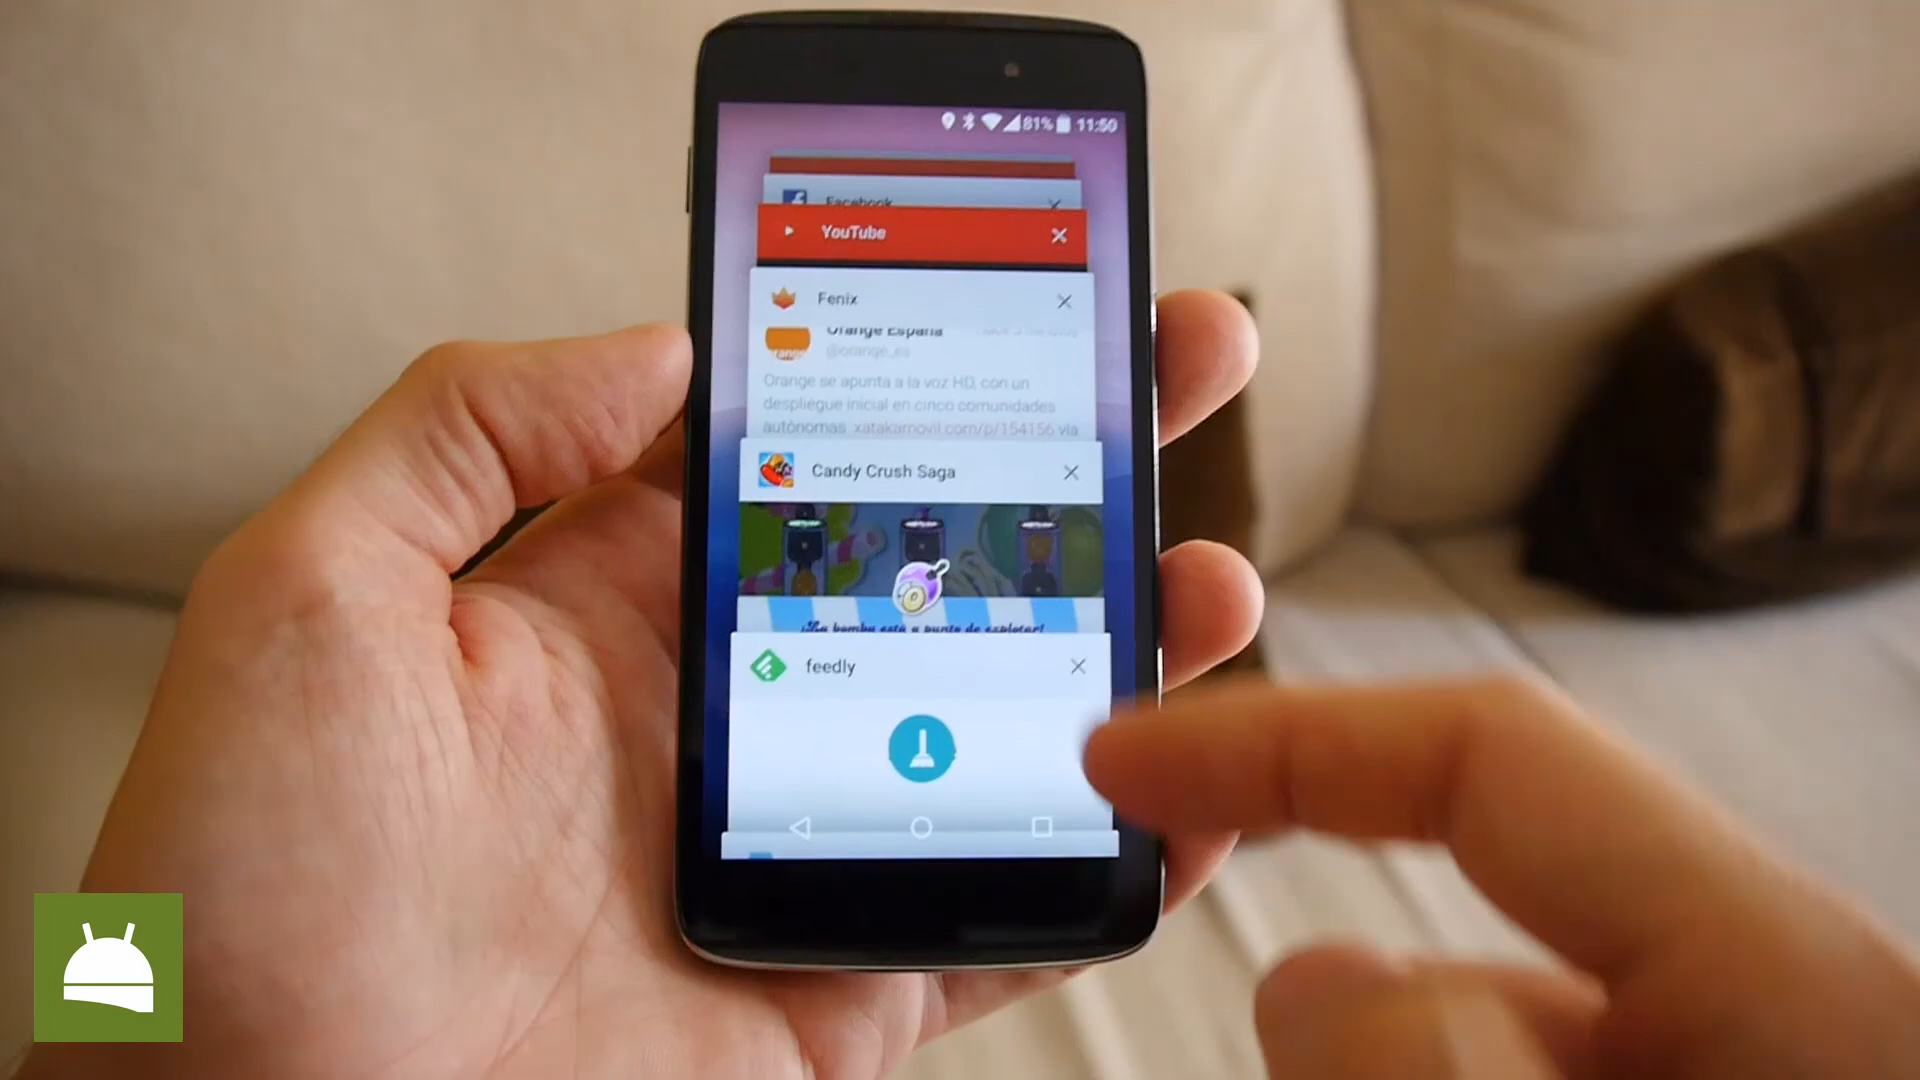 81% 11:50
Facebook
YouTube
Fenix
Orange España
@orange_es
Orange se apunta a la voz HD, con un
despliegue inicial en cinco comunidades
autónomas xatakamovil.com/p/154156 vía
Candy Crush Saga
¡La bomba está a punto de explotar!
feedly